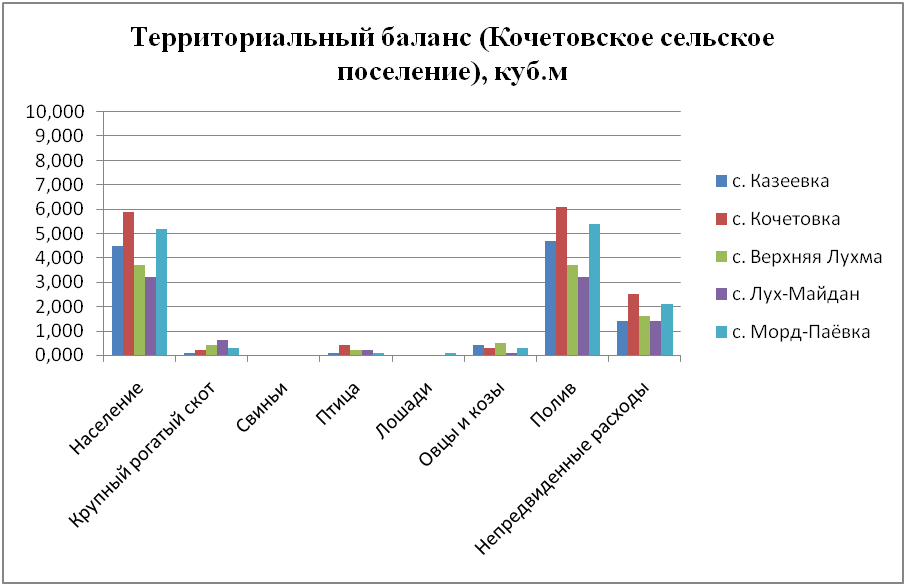 Территориальный баланс (Кочетовское сельское
поселение), куб.м
10,000
9,000
8,000
7,000
6,000
5,000
4,000
3,000
2,000
1,000
0,000
Население
Крупный рогатый скот
Свиньи
Птица
Лошади
Овцы и козы
Полив
Непредвиденные расходы
с. Казеевка
с. Кочетовка
с. Верхняя Лухма
с. Лух-Майдан
с. Морд-Паёвка